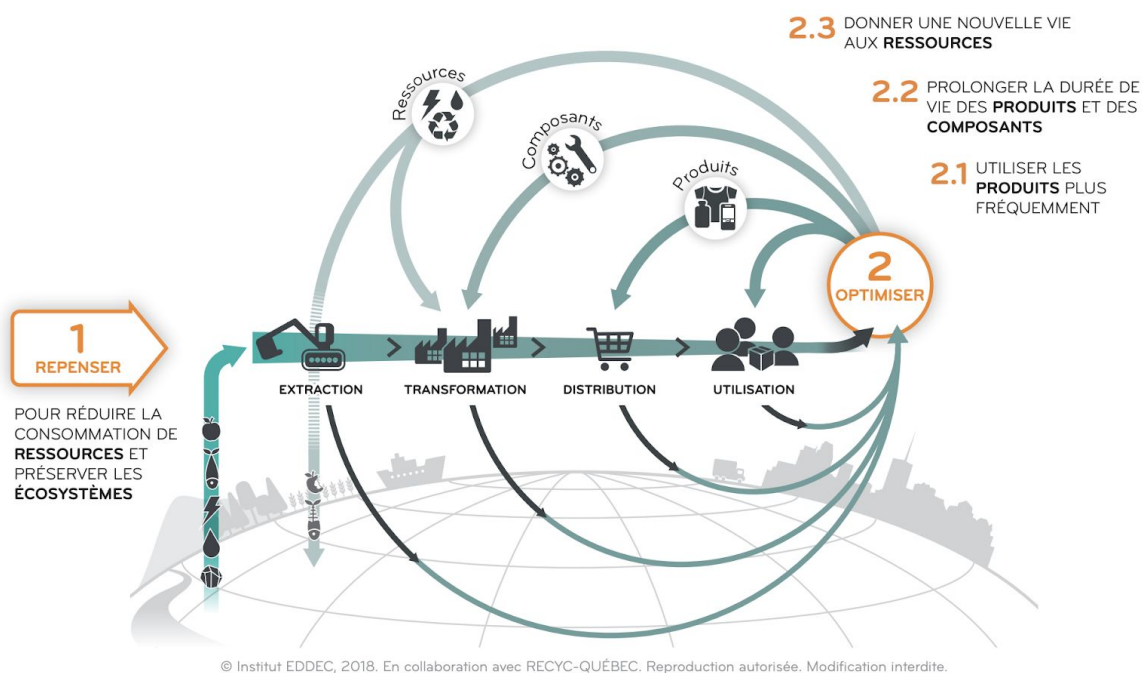 2.3 DONNER UNE NOUVELLE VIE
AUX RESSOURCES
2.2 PROLONGER LA DURÉE DE
VIE DES PRODUITS ET DES
COMPOSANTS
2.1 UTILISER LES
PRODUITS PLUS
FRÉQUEMMENT
Ressources
Composants
Produits
2
OPTIMISER
1
REPENSER
POUR RÉDUIRE LA
CONSOMMATION DE
RESSOURCES ET
PRÉSERVER LES
ÉCOSYSTÈMES
EXTRACTION
TRANSFORMATION
DISTRIBUTION
UTILISATION
© Institut EDDEC, 2018. En collaboration avec RECYC-QUÉBEC. Reproduction autorisée. Modification interdite.